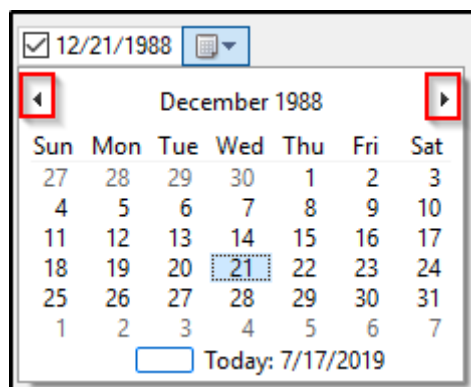 12/21/1988
December 1988
Sun Mon Tue Wed Thu Fri Sat
27 28 29 30 1 2 3
4 5 6 7 8 9 10
11 12 13 14 15 16 17
18 19 20 21 22 23 24
25 26 27 28 29 30 31
1 2 3 4 5 6 7
Today: 7/17/2019